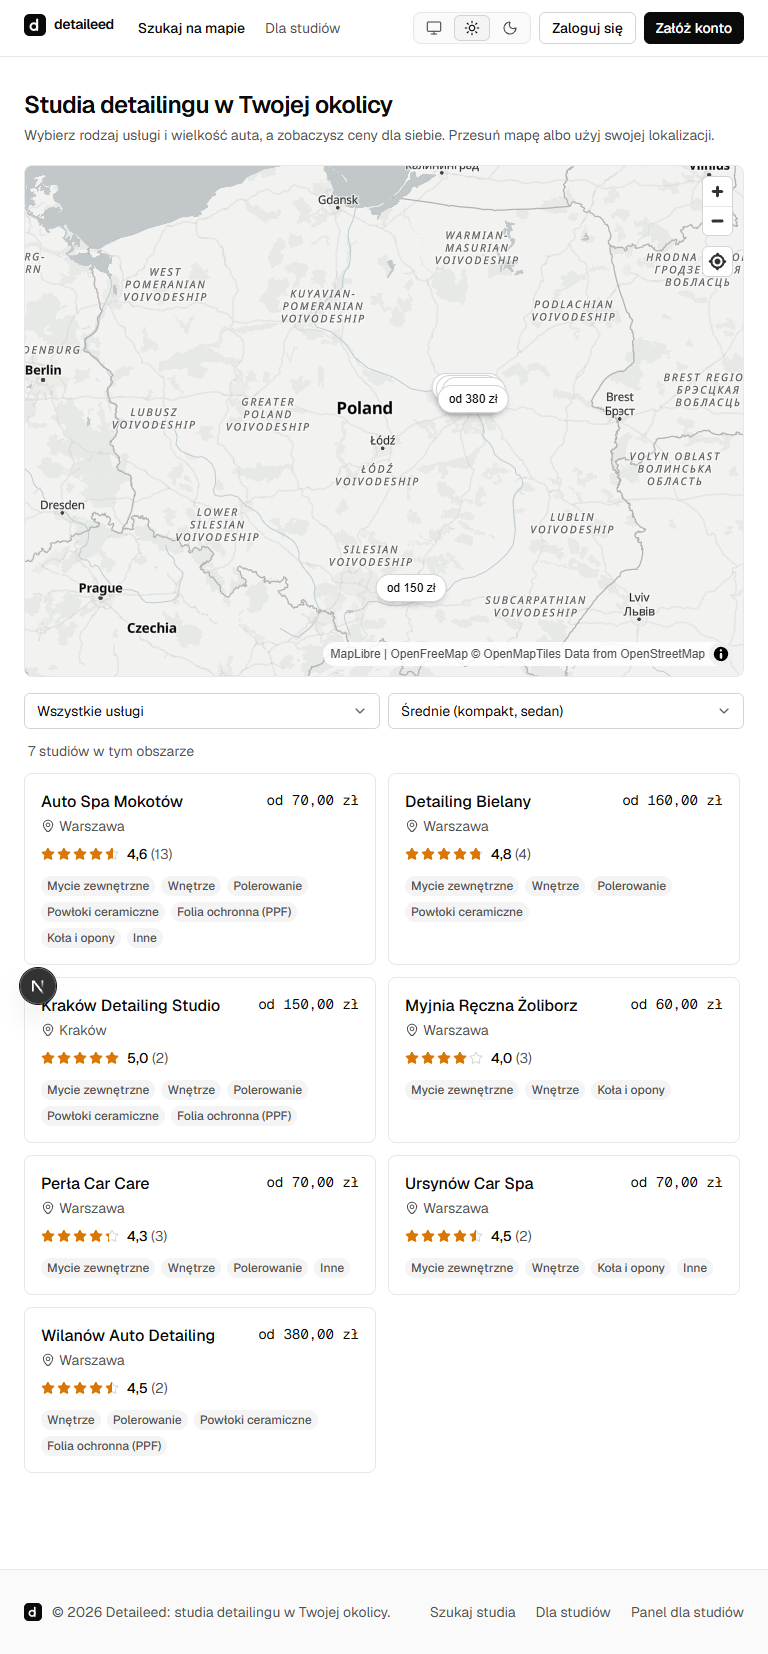 detaileed
Szukaj na mapie
Dla studiów
Zaloguj się
Załóż konto
Studia detailingu w Twojej okolicy
Wybierz rodzaj usługi i wielkość auta, a zobaczysz ceny dla siebie. Przesuń mapę albo użyj swojej lokalizacji.
Калининград
Vilnius
Gdansk
WARMIAN-
MASURIAN
VOIVODESHIP
WEST
POMERANIAN
VOIVODESHIP
KUYAVIAN-
POMERANIAN
VOIVODESHIP
PODLACHIAN
VOIVODESHIP
Berlin
BREST REGIO
БРЭСЦКАЯ
ВОБЛАСЦЬ
Brest
Брэст
od 380 zł
Poland
GREATER
POLAND
VOIVODESHIP
LUBUSZ
VOIVODESHIP
Łódź
ŁÓDŹ
VOIVODESHIP
VOLYN OBLAST
ВОЛИНСЬКА
ОБЛАСТЬ
Dresden
LOWER
SILESIAN
VOIVODESHIP
LUBLIN
VOIVODESHIP
SILESIAN
VOIVODESHIP
od 150 zł
Prague
SUBCARPATHIAN
VOIVODESHIP
Lviv
Львів
Czechia
MapLibre | OpenFreeMap © OpenMapTiles Data from OpenStreetMap
Wszystkie usługi
Średnie (kompakt, sedan)
7 studiów w tym obszarze
Auto Spa Mokotów
od 70,00 zł
Warszawa
4,6 (13)
Mycie zewnętrzne Wnętrze Polerowanie
Powłoki ceramiczne Folia ochronna (PPF)
Koła i opony Inne
Detailing Bielany
od 160,00 zł
Warszawa
4,8 (4)
Mycie zewnętrzne Wnętrze Polerowanie
Powłoki ceramiczne
N
Kraków Detailing Studio
od 150,00 zł
Kraków
5,0 (2)
Mycie zewnętrzne Wnętrze Polerowanie
Powłoki ceramiczne Folia ochronna (PPF)
Myjnia Ręczna Żoliborz
od 60,00 zł
Warszawa
4,0 (3)
Mycie zewnętrzne Wnętrze Koła i opony
Perła Car Care
od 70,00 zł
Warszawa
4,3 (3)
Mycie zewnętrzne Wnętrze Polerowanie Inne
Ursynów Car Spa
od 70,00 zł
Warszawa
4,5 (2)
Mycie zewnętrzne Wnętrze Koła i opony Inne
Wilanów Auto Detailing
od 380,00 zł
Warszawa
4,5 (2)
Wnętrze Polerowanie Powłoki ceramiczne
Folia ochronna (PPF)
© 2026 Detaileed: studia detailingu w Twojej okolicy.
Szukaj studia
Dla studiów
Panel dla studiów